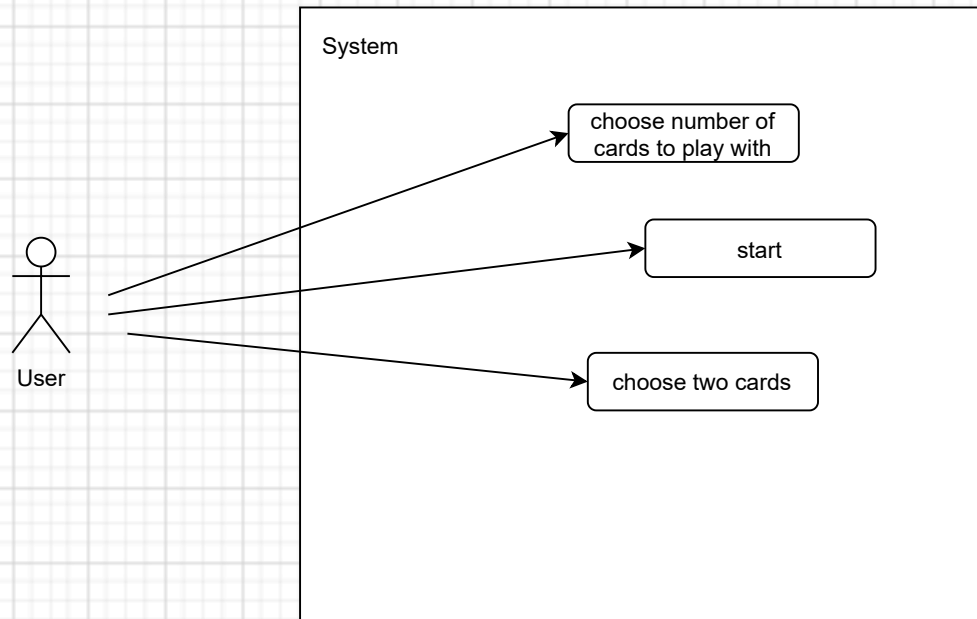 System
choose number of
cards to play with
start
User
choose two cards